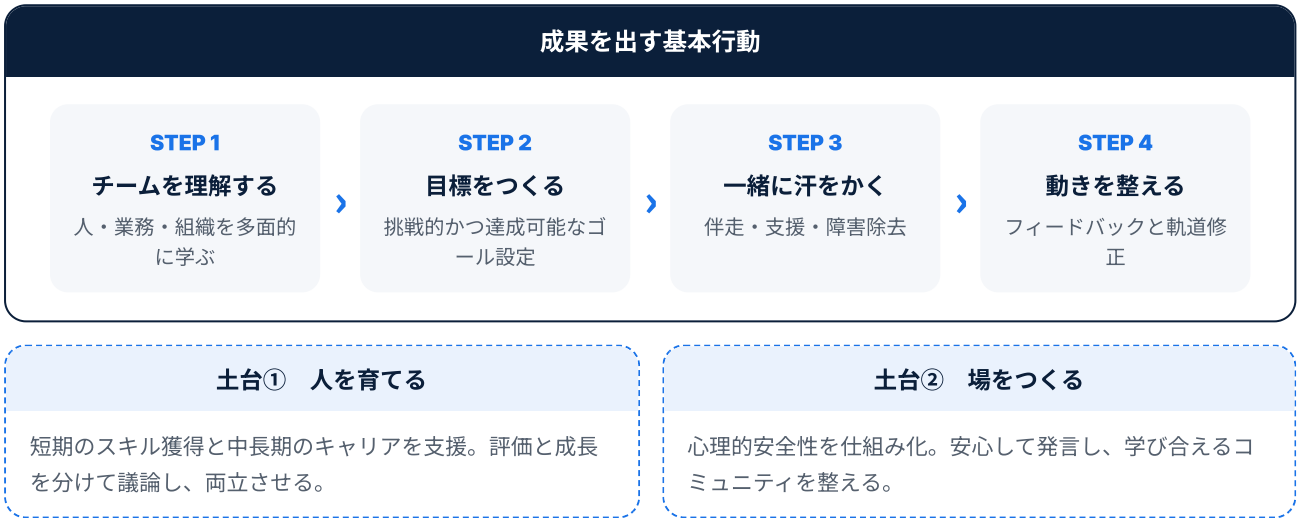 成果を出す基本行動
STEP 1
チームを理解する
人・業務・組織を多面的
に学ぶ
STEP 2
目標をつくる
挑戦的かつ達成可能なゴ
ール設定
STEP 3
一緒に汗をかく
伴走・支援・障害除去
STEP 4
動きを整える
フィードバックと軌道修
正
土台① 人を育てる
短期のスキル獲得と中長期のキャリアを支援。評価と成長
を分けて議論し、両立させる。
土台② 場をつくる
心理的安全性を仕組み化。安心して発言し、学び合えるコ
ミュニティを整える。